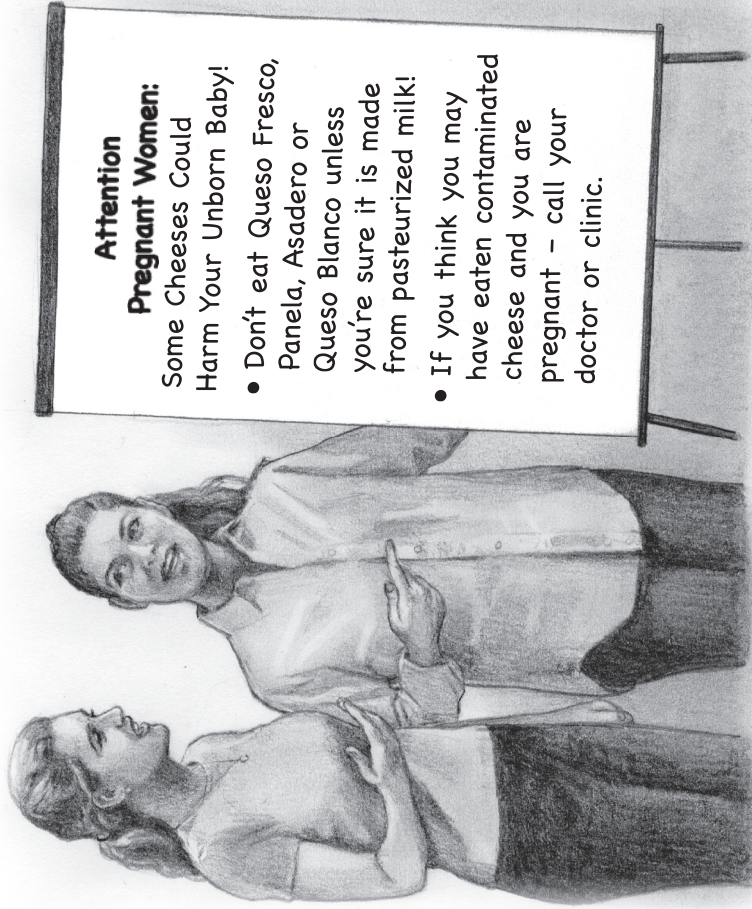 Attention
Pregnant Women:
Some Cheeses Could
Harm Your Unborn Baby!
• Don't eat Queso Fresco,
Panela, Asadero or
Queso Blanco unless
you're sure it is made
from pasteurized milk!
• If you think you may
have eaten contaminated
cheese and you are
pregnant - call your
doctor or clinic.